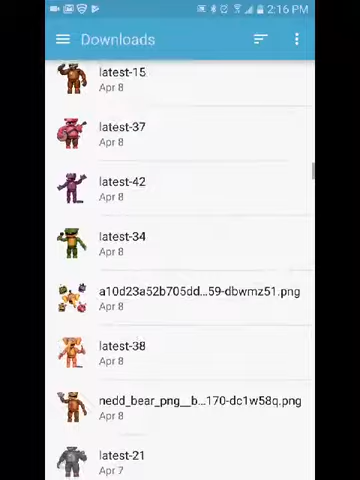 2:16 PM
Downloads
latest-15
Apr 8
latest-37
Apr 8
latest-42
Apr 8
latest-34
Apr 8
a10d23a52b705dd...59-dbwmz51.png
Apr 8
latest-38
Apr 8
nedd_bear_png__b...170-dc1w58q.png
Apr 8
latest-21
Apr 7